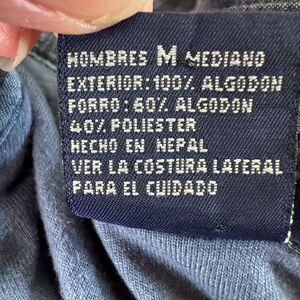 HOMBRES M MEDIANO
EXTERIOR: 100% ALGODON
FORRO: 60% ALGODON
40% POLIESTER
HECHO EN NEPAL
VER LA COSTURA LATERAL
PARA EL CUIDADO